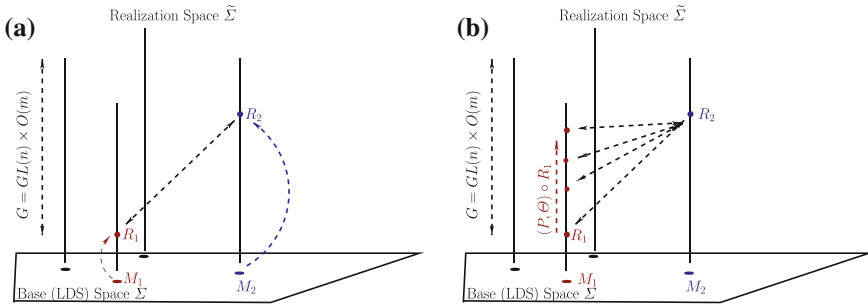 (a)
Realization Space Σ̃
G = GL(n) × O(m)
R₂
R₁
M₁
M₂
Base (LDS) Space Σ
(b)
Realization Space Σ̃
G = GL(n) × O(m)
(P, Θ) ∘ R₁
R₂
R₁
M₁
M₂
Base (LDS) Space Σ